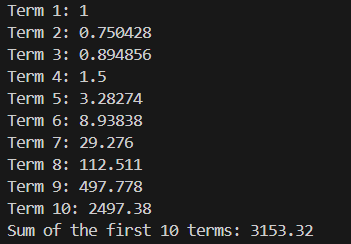 Term 1: 1
Term 2: 0.750428
Term 3: 0.894856
Term 4: 1.5
Term 5: 3.28274
Term 6: 8.93838
Term 7: 29.276
Term 8: 112.511
Term 9: 497.778
Term 10: 2497.38
Sum of the first 10 terms: 3153.32